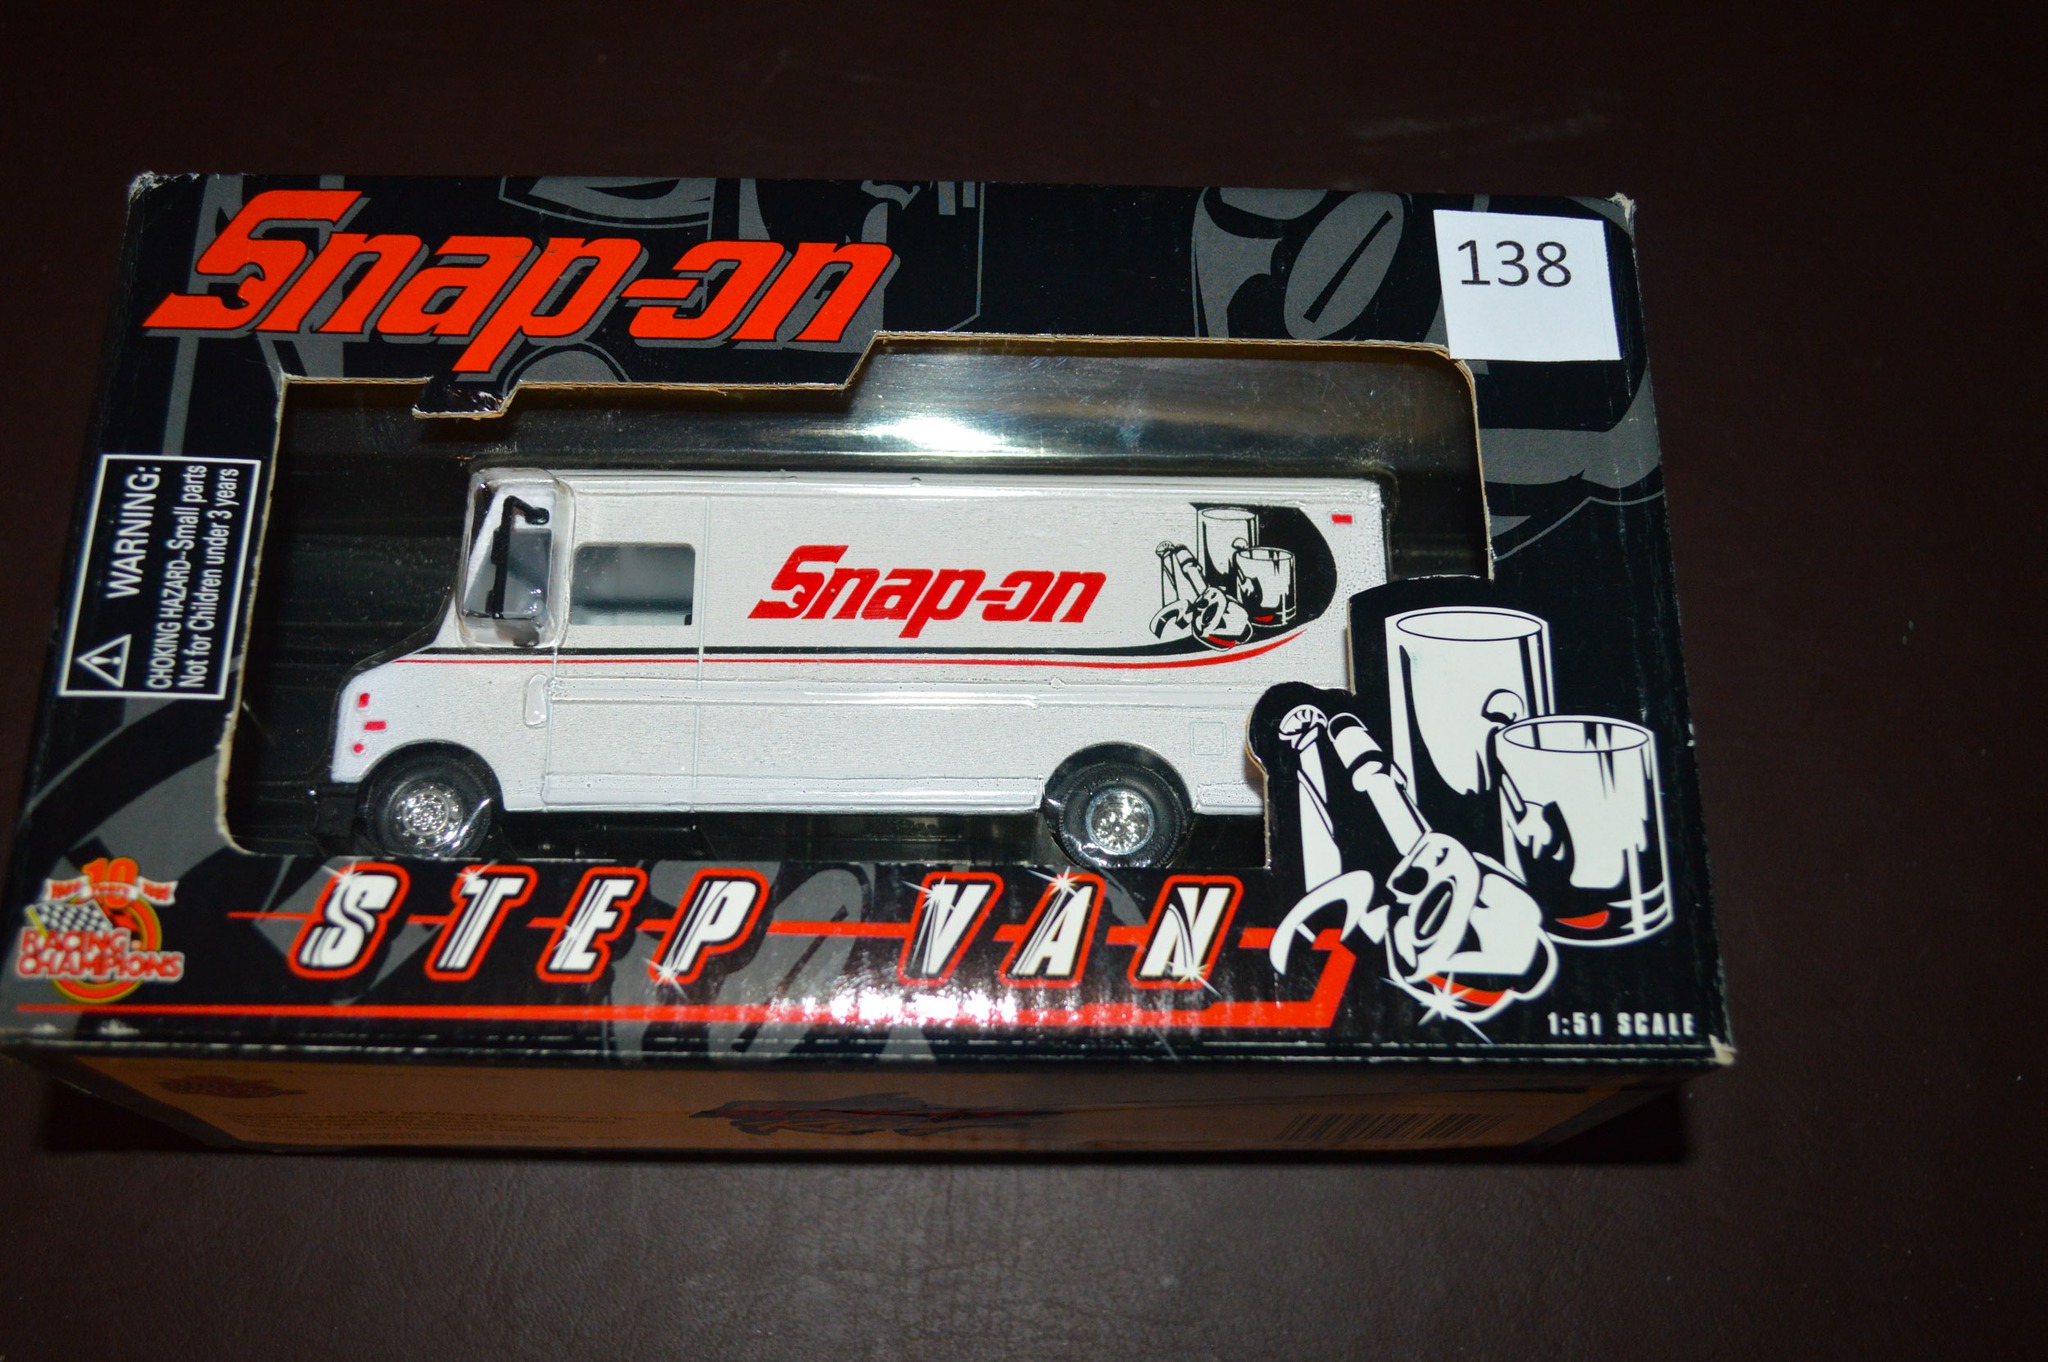 Snap-on
138
WARNING:
CHOKING HAZARD--Small parts
Not for Children under 3 years
Snap-on
10
RACING
CHAMPIONS
STEP VAN
1:51 SCALE